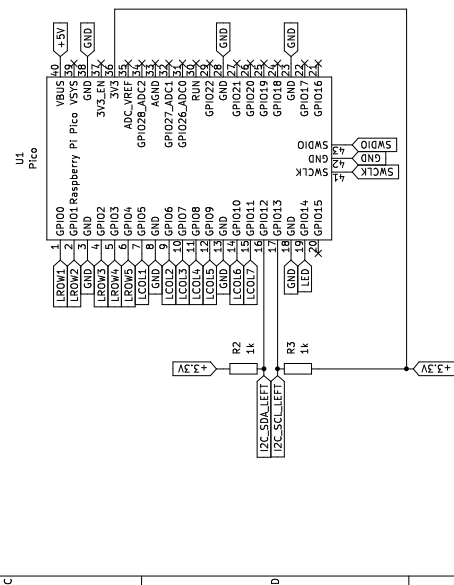 U1
Pico
Raspberry Pi Pico
40 VBUS +5V
39 VSYS
38 GND GND
37 3V3_EN
36 3V3
35 ADC_VREF
34 GPIO28_ADC2
33 AGND
32 GPIO27_ADC1
31 GPIO26_ADC0
30 RUN
29 GPIO22
28 GND GND
27 GPIO21
26 GPIO20
25 GPIO19
24 GPIO18
23 GND GND
22 GPIO17
21 GPIO16
SWDIO 43 SWDIO
GND 42 GND
SWCLK 41 SWCLK
LROW1 1 GPIO0
LROW2 2 GPIO1
GND 3 GND
LROW3 4 GPIO2
LROW4 5 GPIO3
LROW5 6 GPIO4
LCOL1 7 GPIO5
GND 8 GND
LCOL2 9 GPIO6
LCOL3 10 GPIO7
LCOL4 11 GPIO8
LCOL5 12 GPIO9
GND 13 GND
LCOL6 14 GPIO10
LCOL7 15 GPIO11
16 GPIO12
17 GPIO13
GND 18 GND
LED 19 GPIO14
20 GPIO15
R2
1k
R3
1k
+3.3V
+3.3V
I2C_SDA_LEFT
I2C_SCL_LEFT
C
D